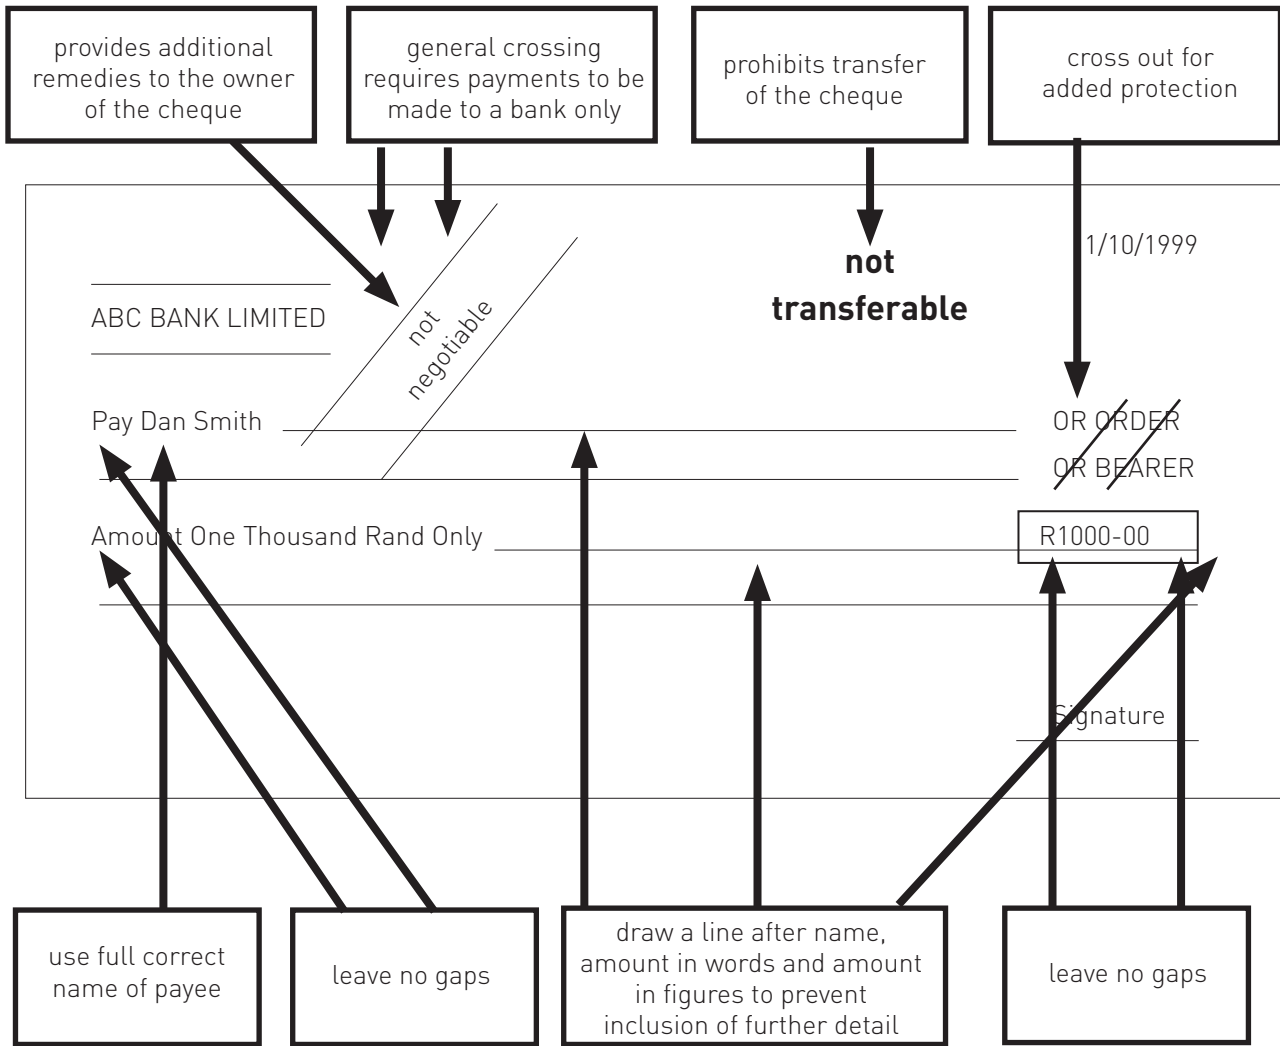 provides additional
remedies to the owner
of the cheque
general crossing
requires payments to be
made to a bank only
prohibits transfer
of the cheque
cross out for
added protection
not
transferable
1/10/1999
ABC BANK LIMITED
not
negotiable
Pay Dan Smith
OR ORDER
OR BEARER
Amount One Thousand Rand Only
R1000-00
Signature
use full correct
name of payee
leave no gaps
draw a line after name,
amount in words and amount
in figures to prevent
inclusion of further detail
leave no gaps